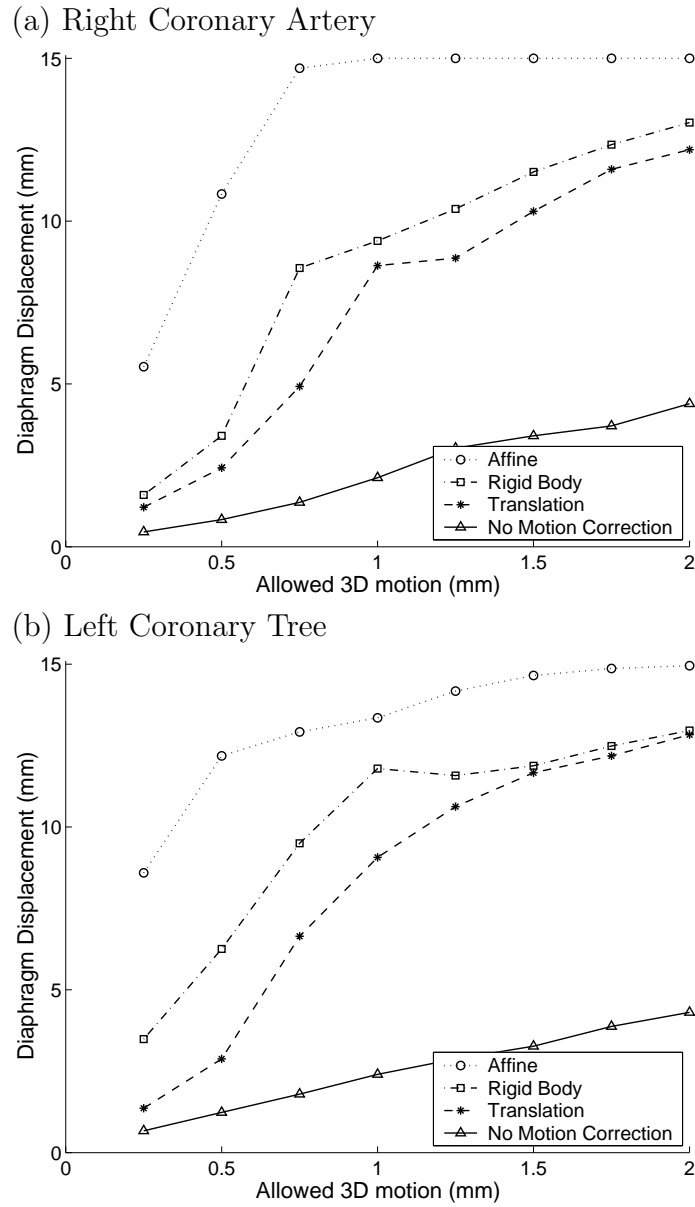 (a) Right Coronary Artery
15
10
5
0
Diaphragm Displacement (mm)
Affine
Rigid Body
Translation
No Motion Correction
0 0.5 1 1.5 2
Allowed 3D motion (mm)
(b) Left Coronary Tree
15
10
5
0
Diaphragm Displacement (mm)
Affine
Rigid Body
Translation
No Motion Correction
0 0.5 1 1.5 2
Allowed 3D motion (mm)